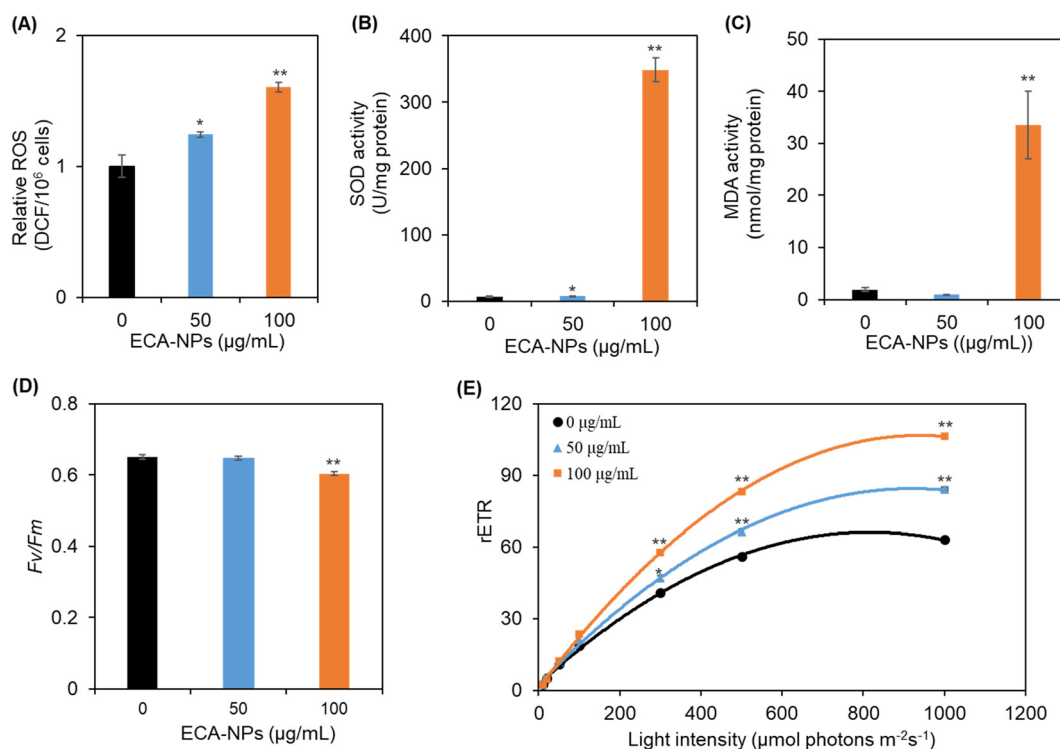 (A)
Relative ROS
(DCF/10⁶ cells)
2
1
0
*
**
0 50 100
ECA-NPs (µg/mL)
(B)
SOD activity
(U/mg protein)
400
300
200
100
0
*
**
0 50 100
ECA-NPs (µg/mL)
(C)
MDA activity
(nmol/mg protein)
50
40
30
20
10
0
**
0 50 100
ECA-NPs ((µg/mL))
(D)
Fv/Fm
0.8
0.6
0.4
0.2
0
**
0 50 100
ECA-NPs (µg/mL)
(E)
rETR
120
90
60
30
0
0 µg/mL
50 µg/mL
100 µg/mL
**
*
**
**
**
**
0 200 400 600 800 1000 1200
Light intensity (µmol photons m⁻²s⁻¹)